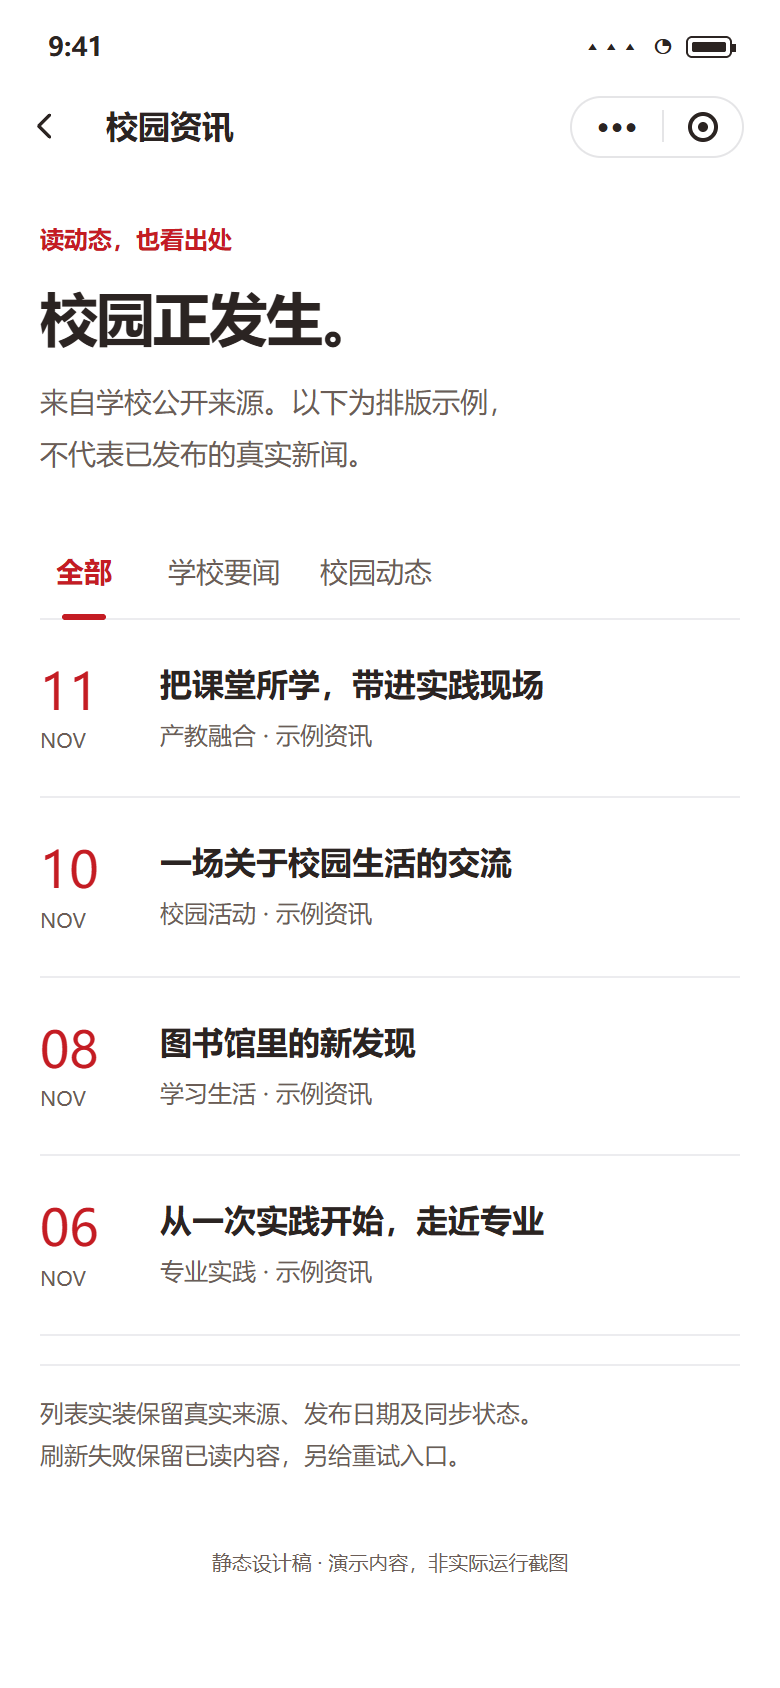 9:41
校园资讯
读动态，也看出处
校园正发生。
来自学校公开来源。以下为排版示例，
不代表已发布的真实新闻。
全部 学校要闻 校园动态
11 把课堂所学，带进实践现场
NOV 产教融合 · 示例资讯
10 一场关于校园生活的交流
NOV 校园活动 · 示例资讯
08 图书馆里的新发现
NOV 学习生活 · 示例资讯
06 从一次实践开始，走近专业
NOV 专业实践 · 示例资讯
列表实装保留真实来源、发布日期及同步状态。
刷新失败保留已读内容，另给重试入口。
静态设计稿 · 演示内容，非实际运行截图